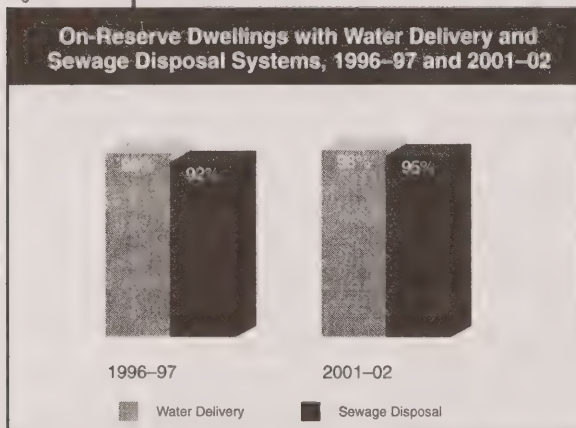 On-Reserve Dwellings with Water Delivery and
Sewage Disposal Systems, 1996–97 and 2001–02
92%
98% 95%
1996–97 2001–02
Water Delivery Sewage Disposal